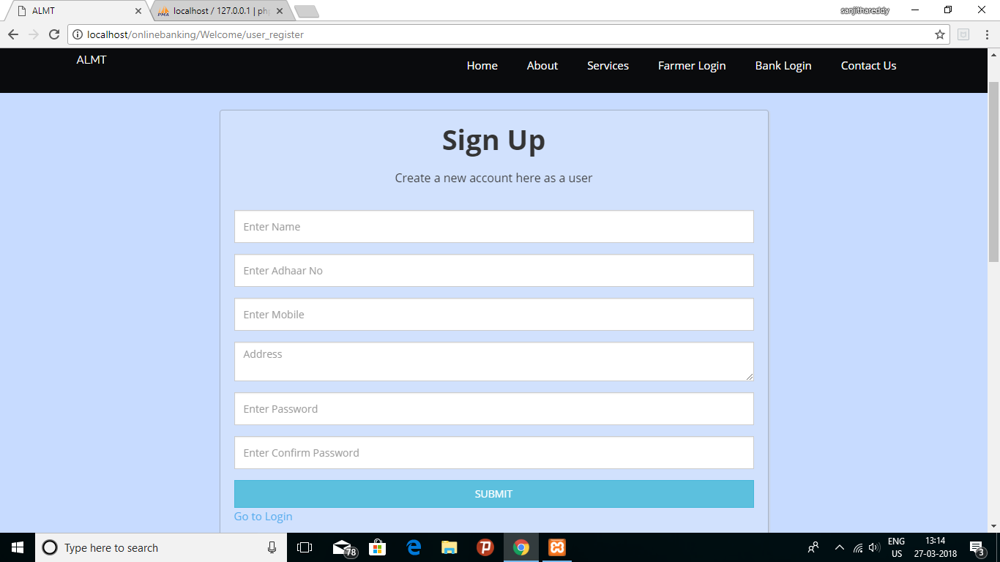 ALMT
localhost / 127.0.0.1 | ph
sanjithareddy
localhost/onlinebanking/Welcome/user_register
ALMT
Home About Services Farmer Login Bank Login Contact Us
Sign Up
Create a new account here as a user
Enter Name
Enter Adhaar No
Enter Mobile
Address
Enter Password
Enter Confirm Password
SUBMIT
Go to Login
Type here to search
78
ENG
US
13:14
27-03-2018
3